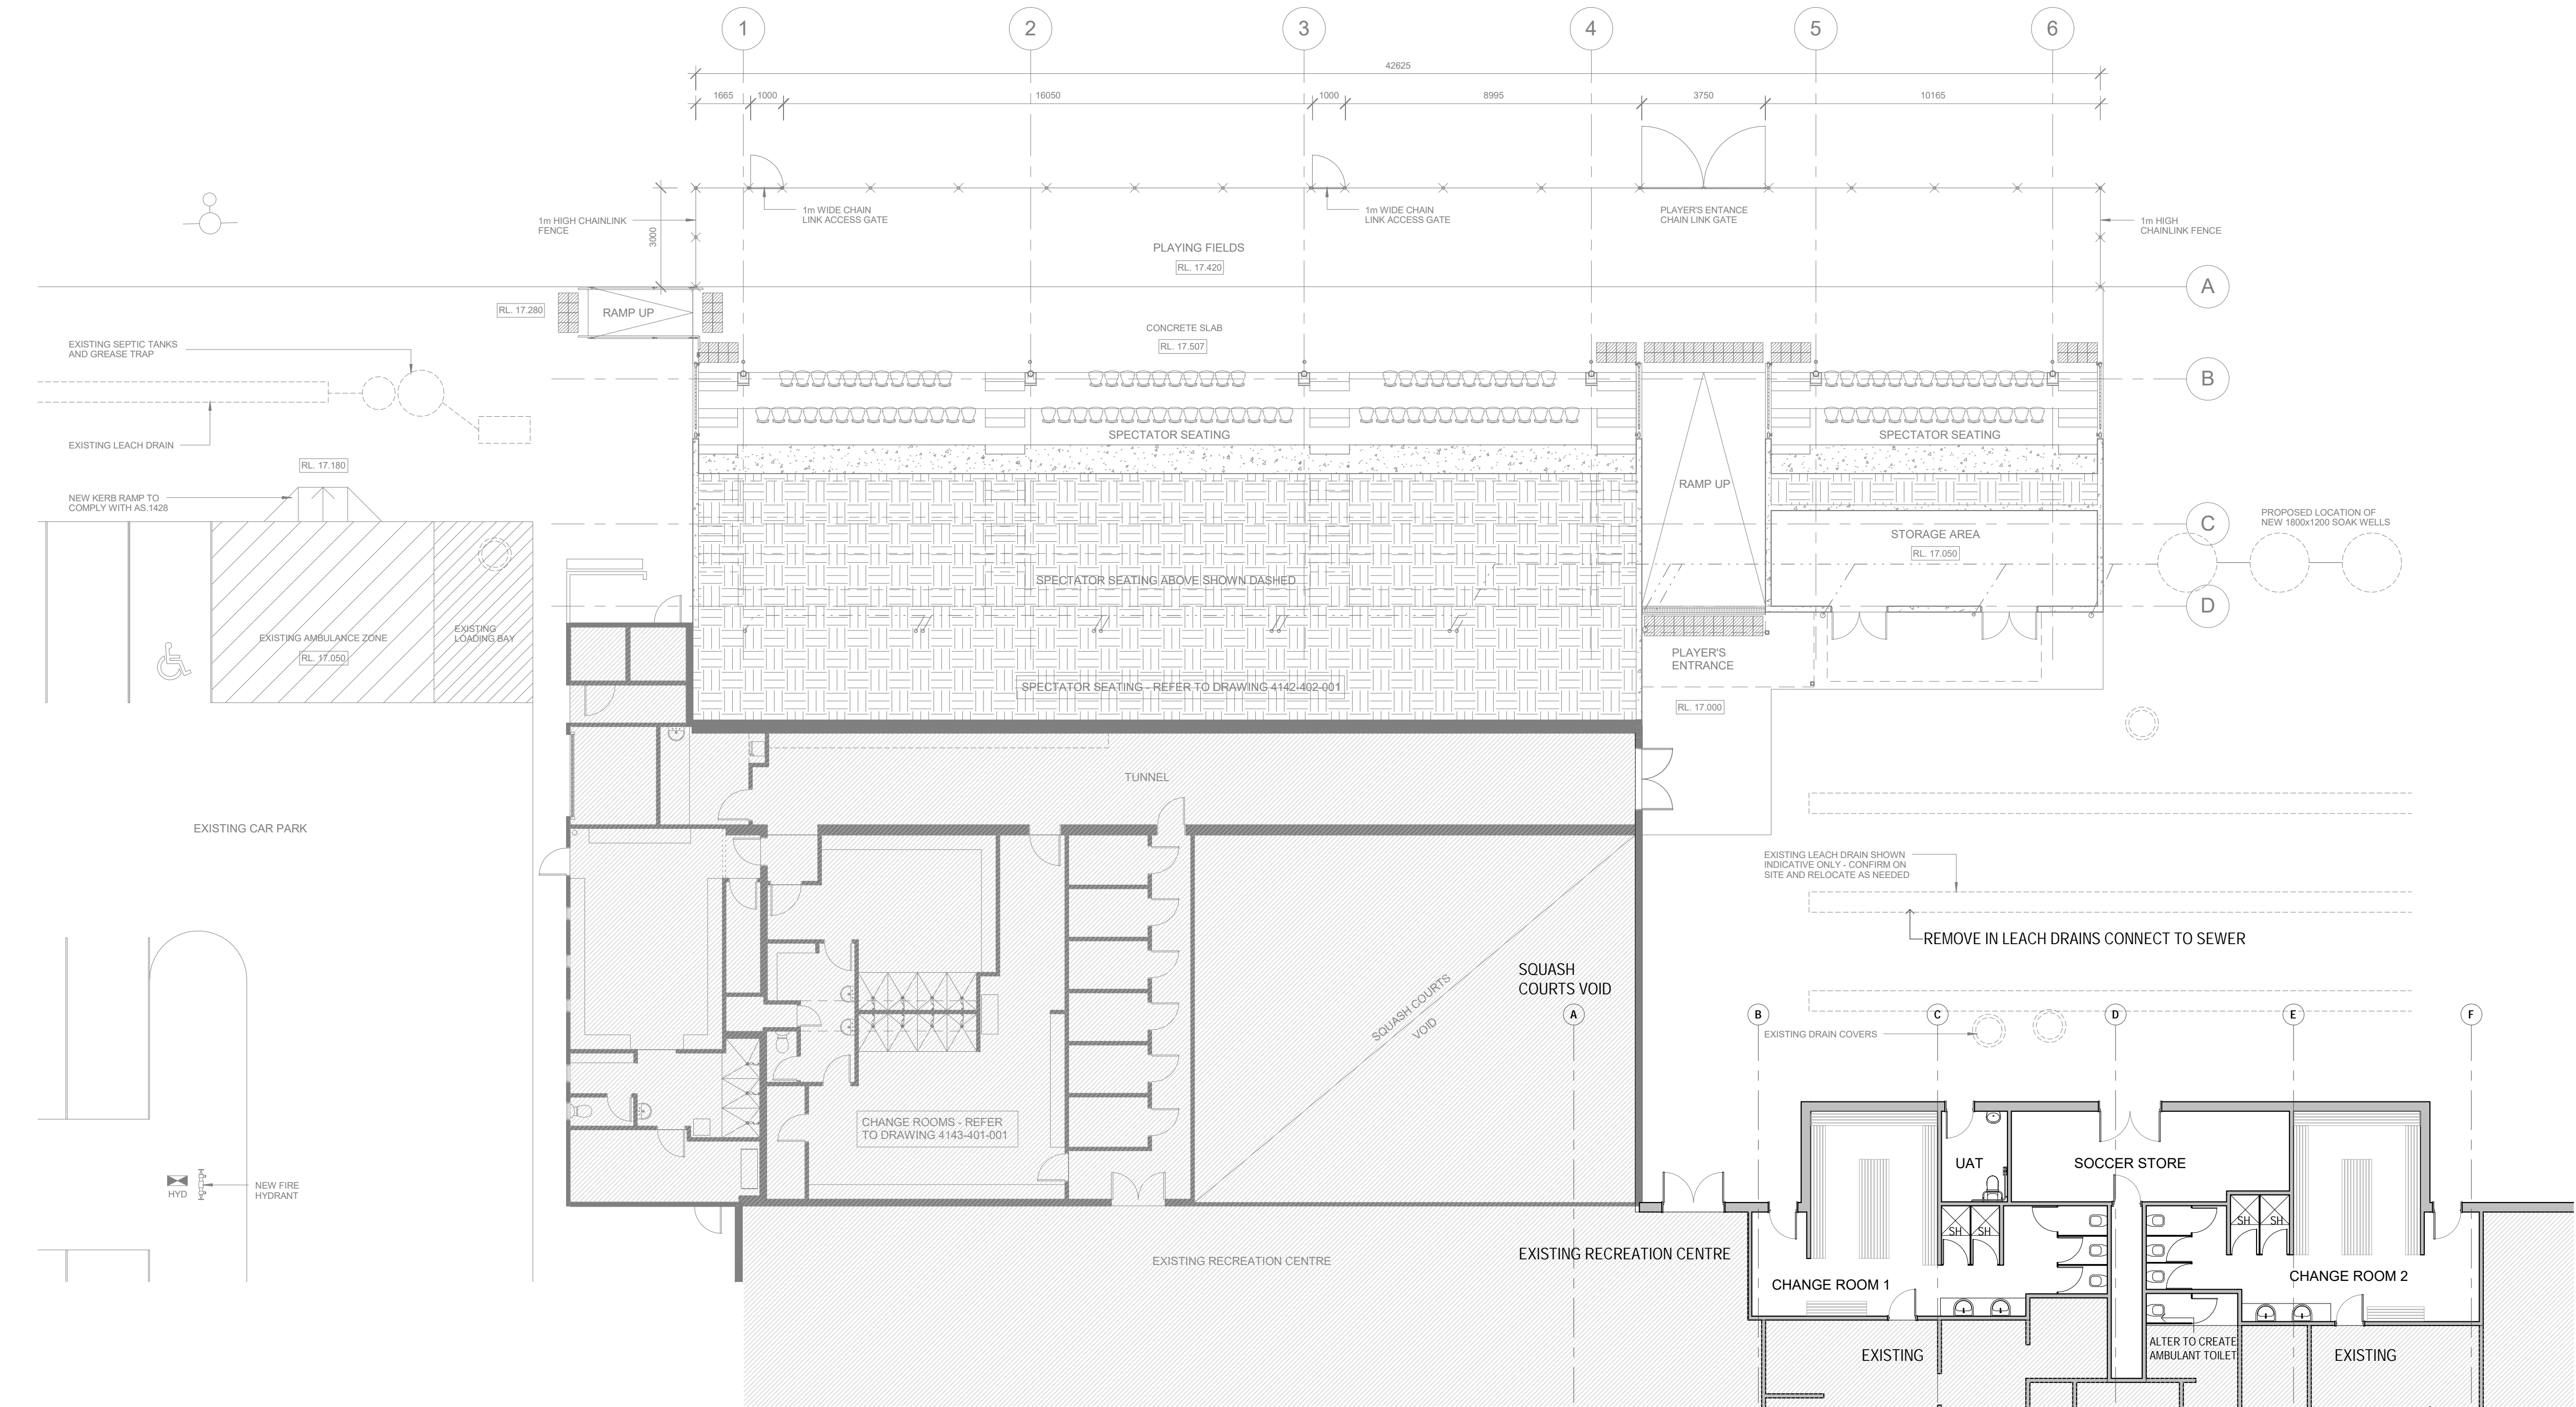 1
2
3
4
5
6
42625
1665
1000
16050
1000
8995
3750
10165
3000
1m HIGH CHAINLINK
FENCE
1m WIDE CHAIN
LINK ACCESS GATE
1m WIDE CHAIN
LINK ACCESS GATE
PLAYER'S ENTANCE
CHAIN LINK GATE
1m HIGH
CHAINLINK FENCE
PLAYING FIELDS
RL. 17.420
A
RL. 17.280
RAMP UP
CONCRETE SLAB
RL. 17.507
EXISTING SEPTIC TANKS
AND GREASE TRAP
B
EXISTING LEACH DRAIN
SPECTATOR SEATING
SPECTATOR SEATING
RL. 17.180
RAMP UP
NEW KERB RAMP TO
COMPLY WITH AS.1428
C
PROPOSED LOCATION OF
NEW 1800x1200 SOAK WELLS
STORAGE AREA
RL. 17.050
SPECTATOR SEATING ABOVE SHOWN DASHED
D
EXISTING AMBULANCE ZONE
RL. 17.050
EXISTING
LOADING BAY
PLAYER'S
ENTRANCE
SPECTATOR SEATING - REFER TO DRAWING 4142-402-001
RL. 17.000
TUNNEL
EXISTING CAR PARK
EXISTING LEACH DRAIN SHOWN
INDICATIVE ONLY - CONFIRM ON
SITE AND RELOCATE AS NEEDED
REMOVE IN LEACH DRAINS CONNECT TO SEWER
SQUASH
COURTS VOID
SQUASH COURTS
VOID
A
B
C
D
E
F
EXISTING DRAIN COVERS
CHANGE ROOMS - REFER
TO DRAWING 4143-401-001
UAT
SOCCER STORE
HYD
NEW FIRE
HYDRANT
SH
SH
SH
SH
EXISTING RECREATION CENTRE
EXISTING RECREATION CENTRE
CHANGE ROOM 1
CHANGE ROOM 2
ALTER TO CREATE
AMBULANT TOILET
EXISTING
EXISTING